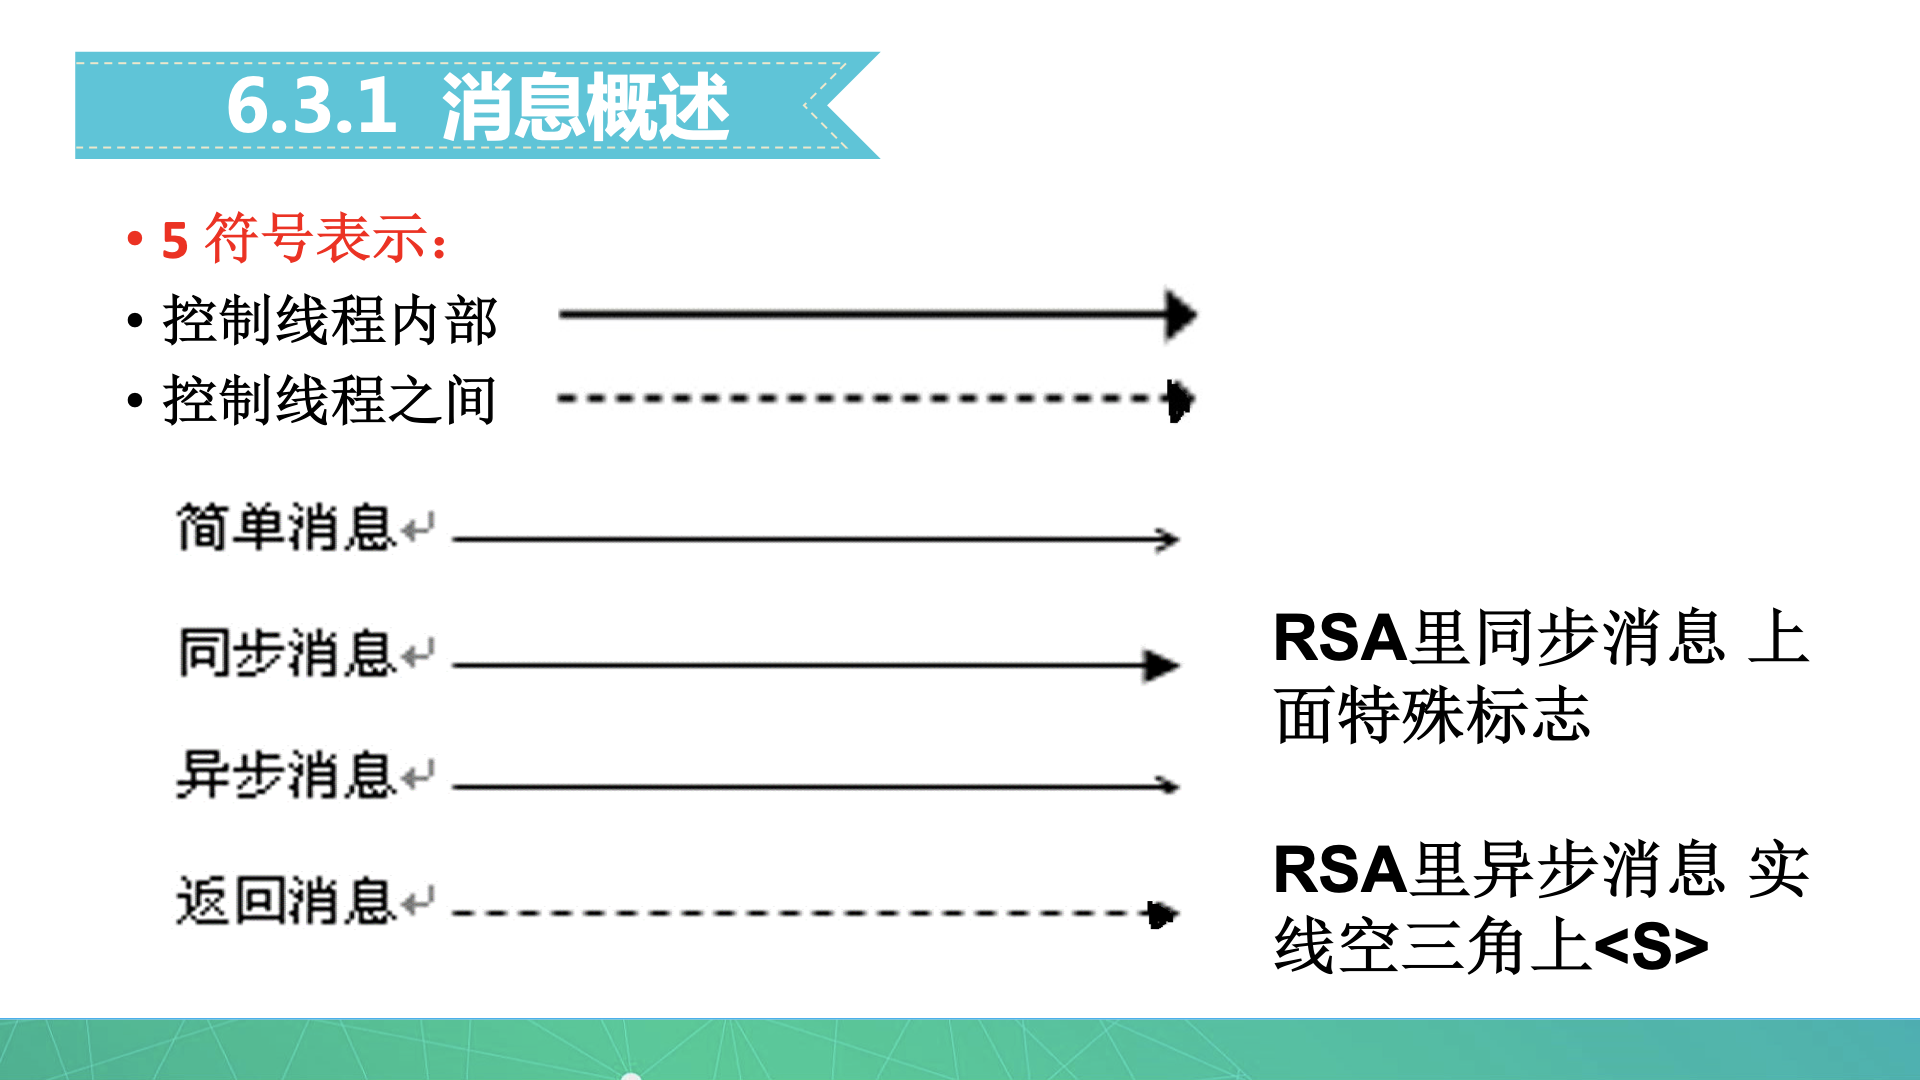 6.3.1 消息概述
• 5 符号表示：
• 控制线程内部
• 控制线程之间
简单消息↵
同步消息↵
异步消息↵
返回消息↵
RSA里同步消息 上
面特殊标志
RSA里异步消息 实
线空三角上<S>